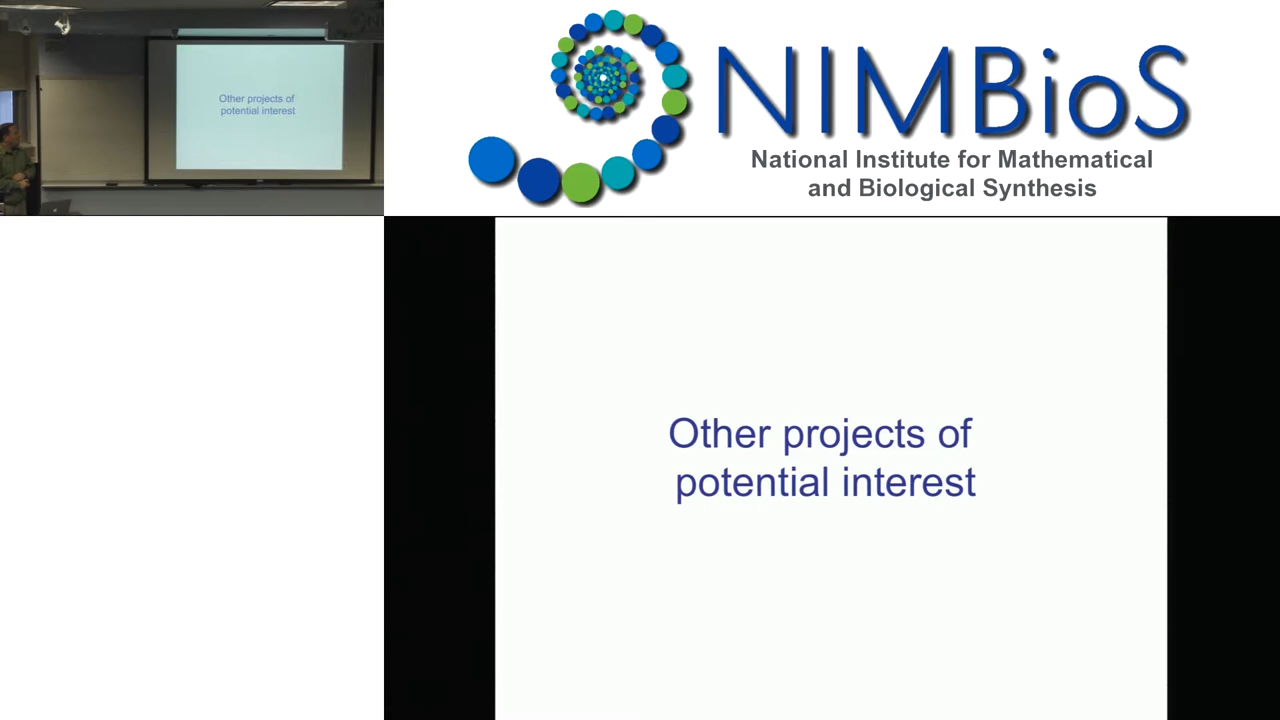 Other projects of
potential interest
NIMBioS
National Institute for Mathematical
and Biological Synthesis
Other projects of
potential interest